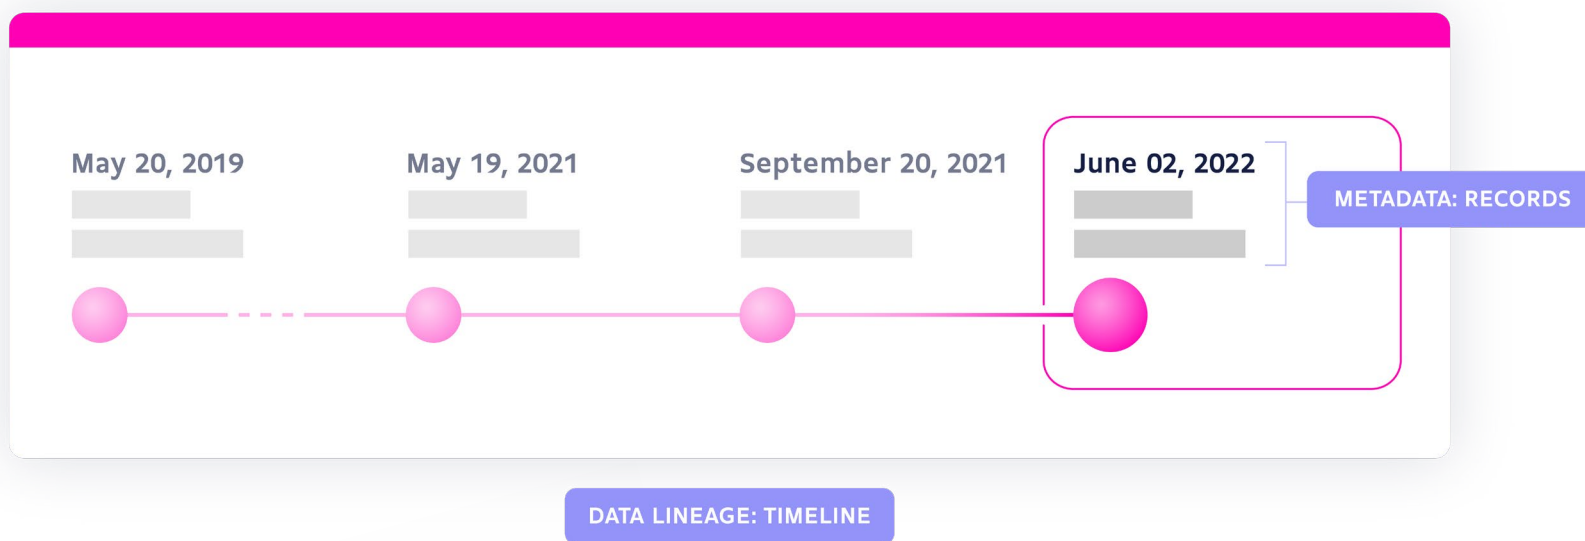 May 20, 2019
May 19, 2021
September 20, 2021
June 02, 2022
METADATA: RECORDS
DATA LINEAGE: TIMELINE